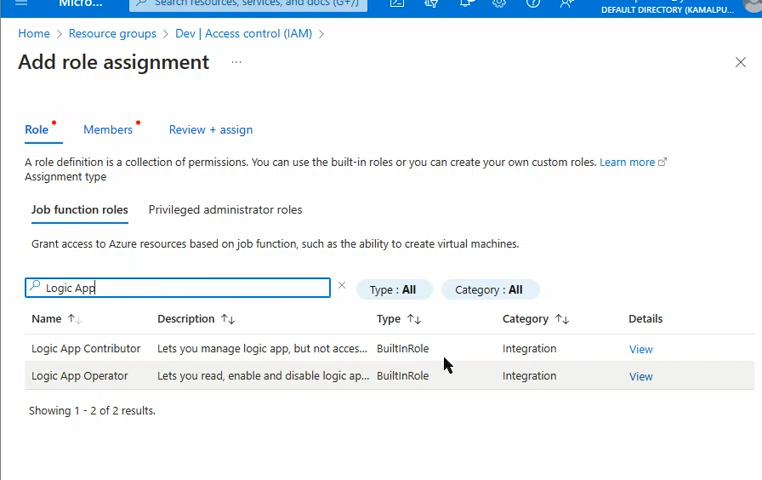 Micro...
Search resources, services, and docs (G+/)
DEFAULT DIRECTORY (KAMALPU...
Home > Resource groups > Dev | Access control (IAM) >
Add role assignment ...
Role Members Review + assign
A role definition is a collection of permissions. You can use the built-in roles or you can create your own custom roles. Learn more
Assignment type
Job function roles Privileged administrator roles
Grant access to Azure resources based on job function, such as the ability to create virtual machines.
Logic App Type : All Category : All
Name Description Type Category Details
Logic App Contributor Lets you manage logic app, but not acces... BuiltInRole Integration View
Logic App Operator Lets you read, enable and disable logic ap... BuiltInRole Integration View
Showing 1 - 2 of 2 results.